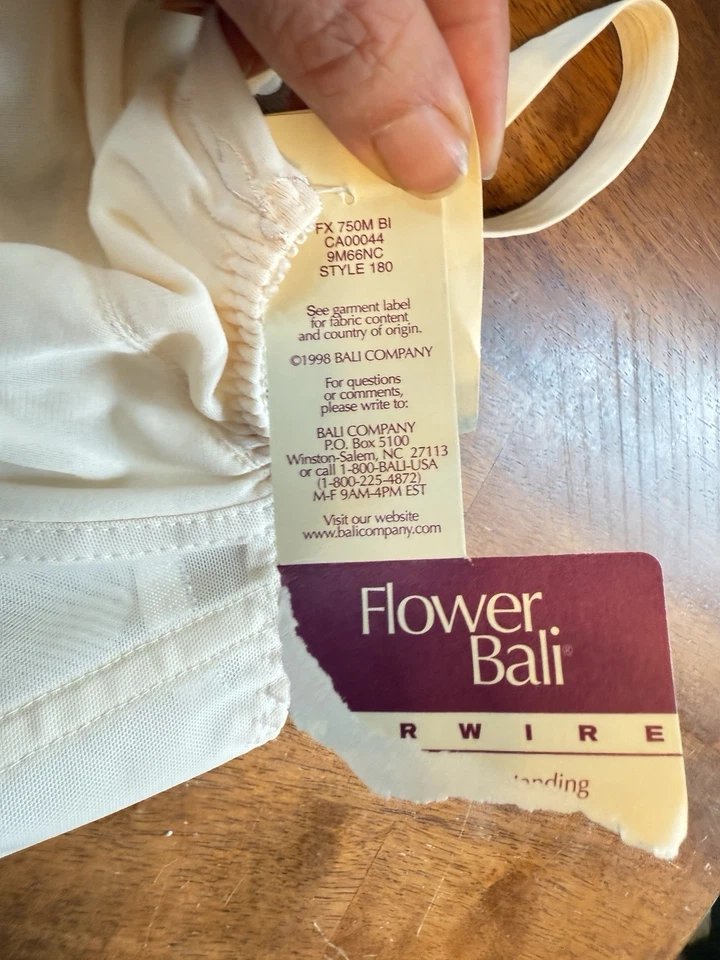 FX 750M BI
CA00044
9M66NC
STYLE 180
See garment label
for fabric content
and country of origin.
©1998 BALI COMPANY
For questions
or comments,
please write to:
BALI COMPANY
P.O. Box 5100
Winston-Salem, NC 27113
or call 1-800-BALI-USA
(1-800-225-4872)
M-F 9AM-4PM EST
Visit our website
www.balicompany.com
Flower
Bali®
RWIRE
anding